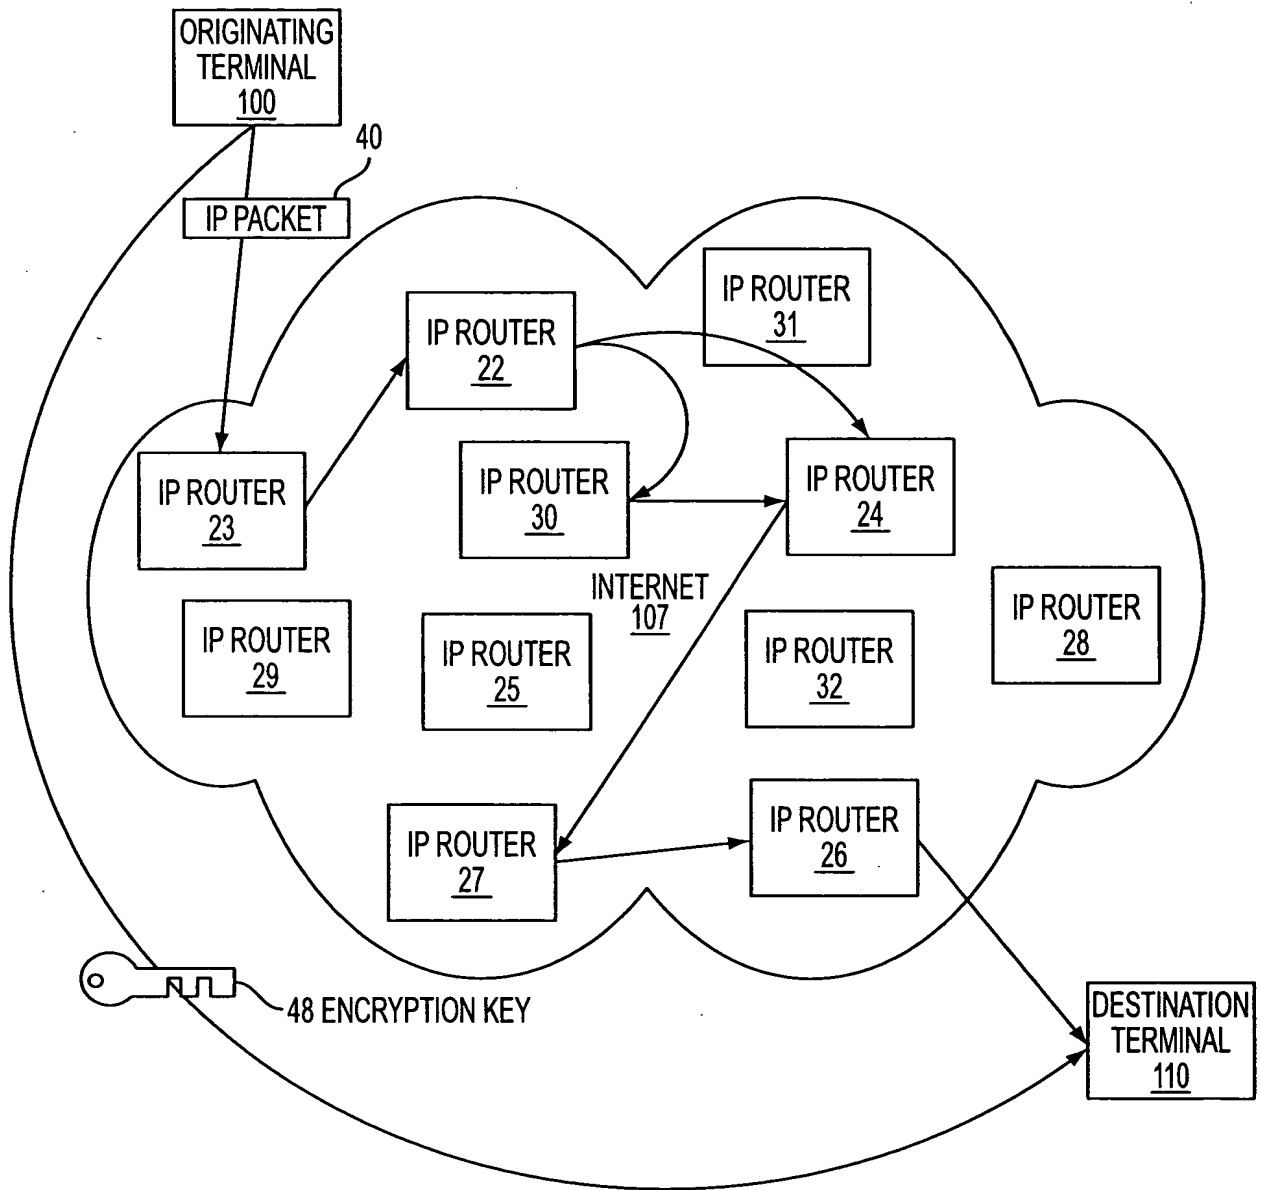 ORIGINATING
TERMINAL
100
40
IP PACKET
IP ROUTER
31
IP ROUTER
22
IP ROUTER
23
IP ROUTER
30
IP ROUTER
24
INTERNET
107
IP ROUTER
28
IP ROUTER
29
IP ROUTER
25
IP ROUTER
32
IP ROUTER
27
IP ROUTER
26
48 ENCRYPTION KEY
DESTINATION
TERMINAL
110